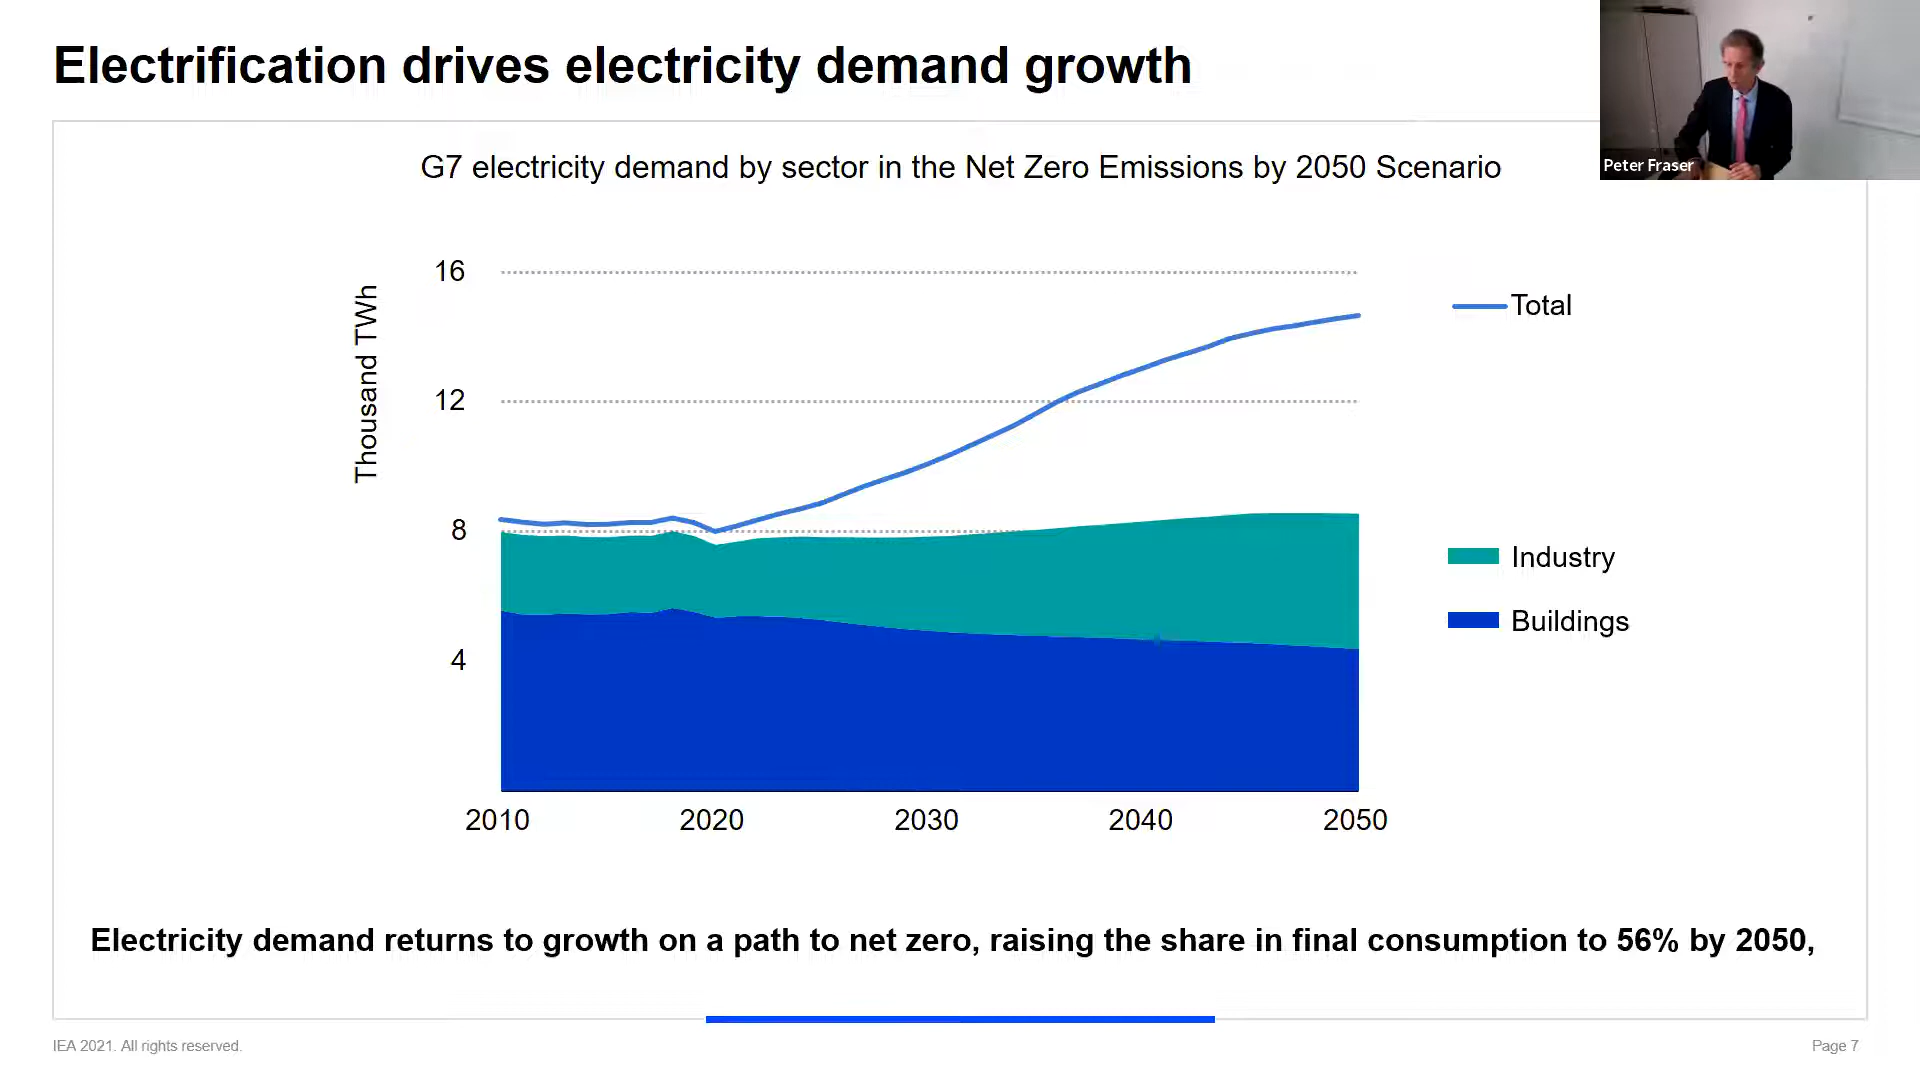 Electrification drives electricity demand growth
Peter Fraser
G7 electricity demand by sector in the Net Zero Emissions by 2050 Scenario
Thousand TWh
16
12
8
4
2010 2020 2030 2040 2050
Total
Industry
Buildings
Electricity demand returns to growth on a path to net zero, raising the share in final consumption to 56% by 2050,
IEA 2021. All rights reserved.
Page 7